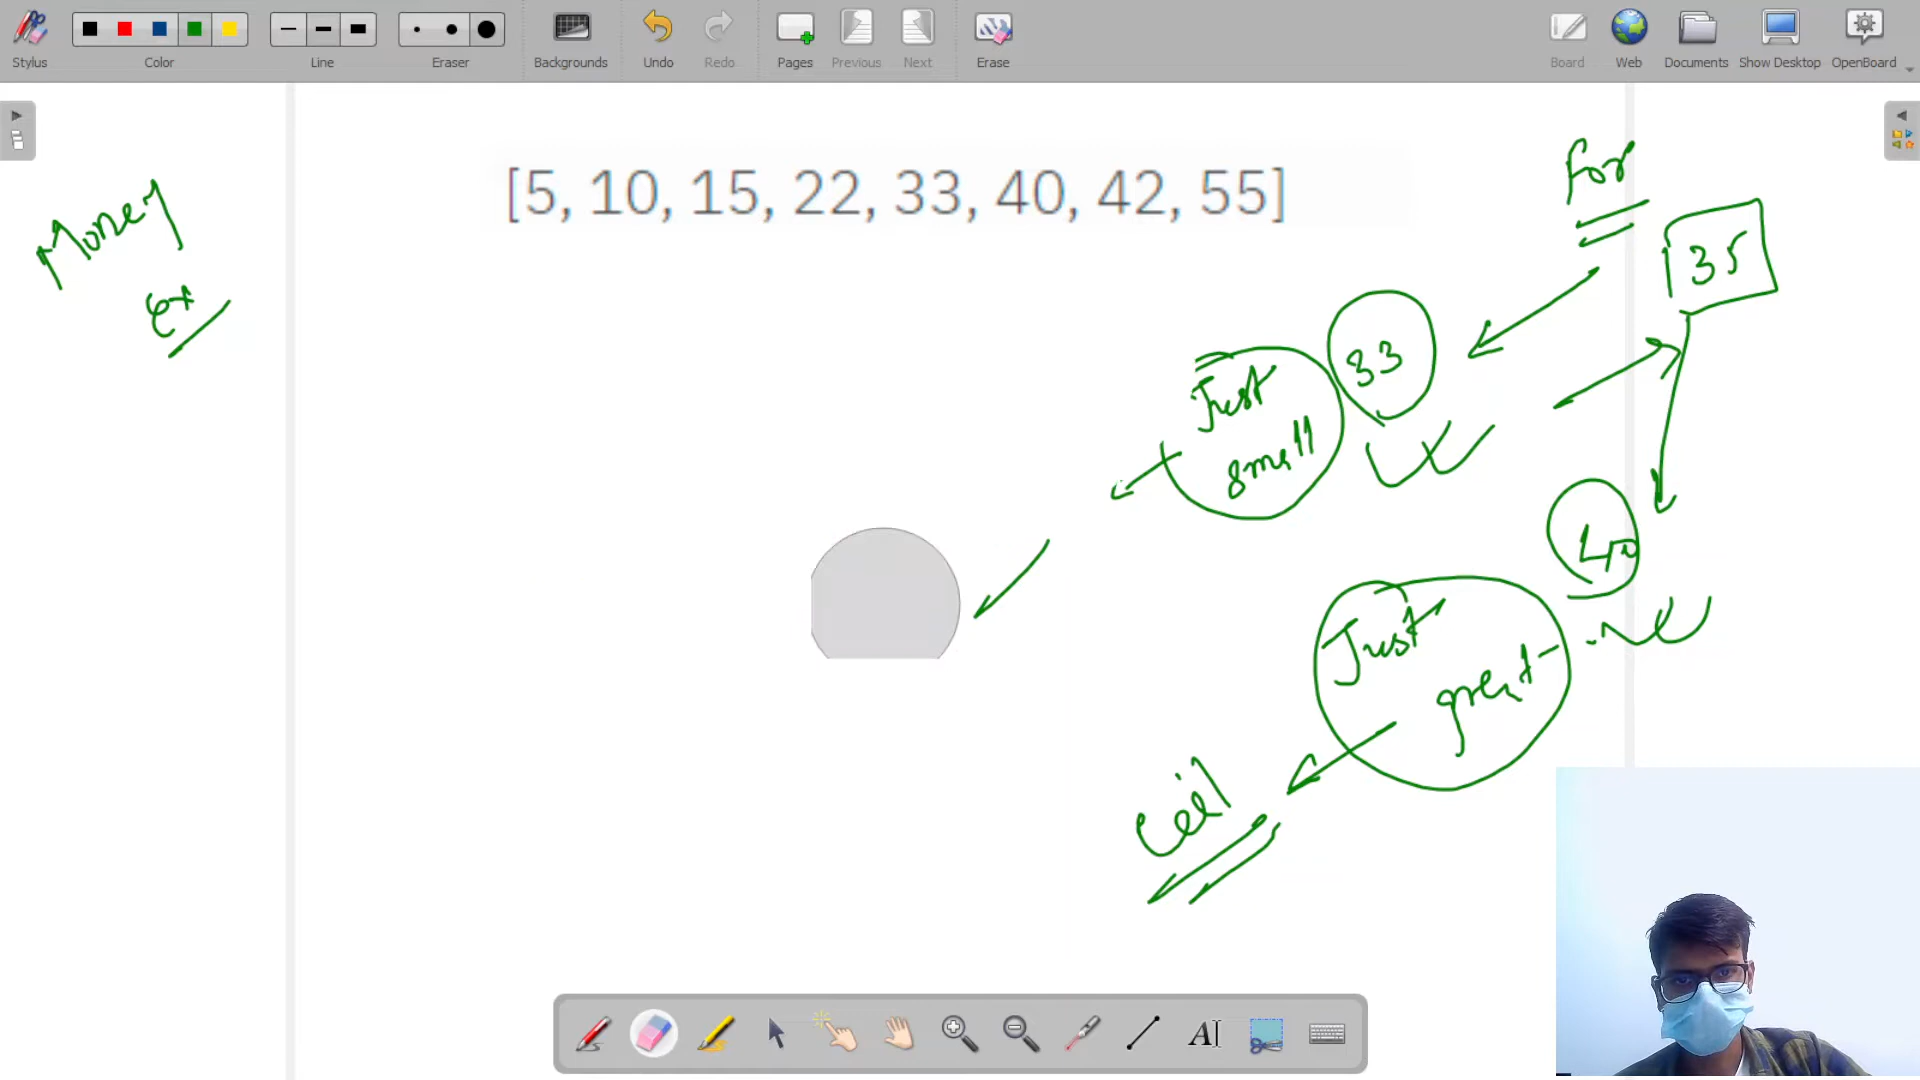 Stylus
Color
Line
Eraser
Backgrounds
Undo
Redo
Pages
Previous
Next
Erase
Board
Web
Documents
Show Desktop
OpenBoard
[5, 10, 15, 22, 33, 40, 42, 55]
Money
ex
For
35
33
Just
small
40
Just
great
Ceil